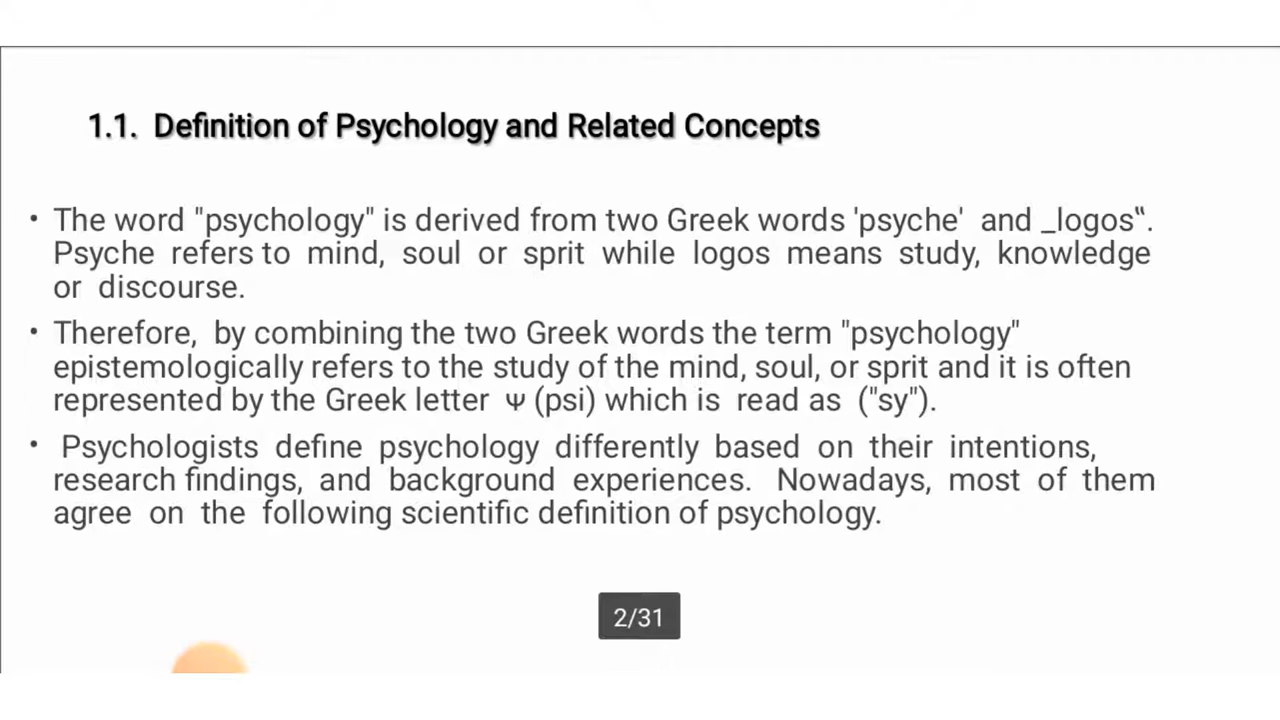 1.1. Definition of Psychology and Related Concepts
• The word "psychology" is derived from two Greek words 'psyche' and _logos‟.
Psyche refers to mind, soul or sprit while logos means study, knowledge
or discourse.
• Therefore, by combining the two Greek words the term "psychology"
epistemologically refers to the study of the mind, soul, or sprit and it is often
represented by the Greek letter Ψ (psi) which is read as ("sy").
• Psychologists define psychology differently based on their intentions,
research findings, and background experiences. Nowadays, most of them
agree on the following scientific definition of psychology.
2/31